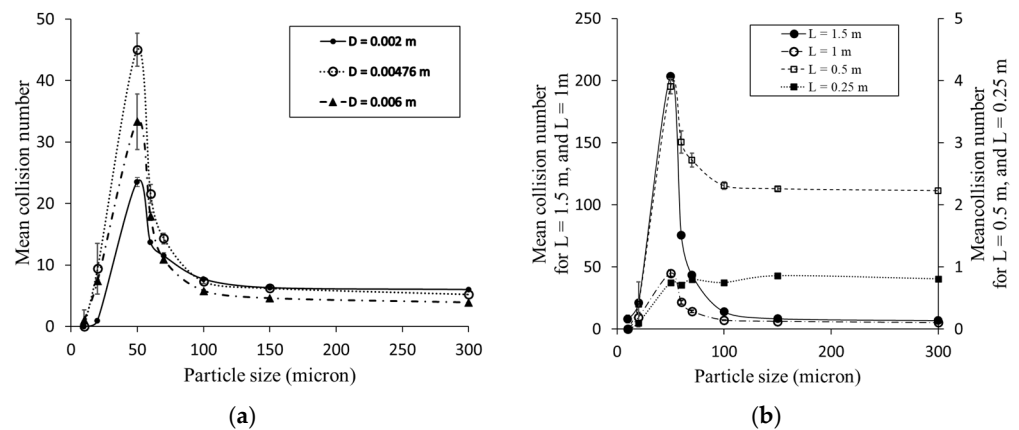 50
40
30
20
10
0
0
50
100
150
200
250
300
Mean collision number
Particle size (micron)
D = 0.002 m
D = 0.00476 m
D = 0.006 m
(a)
250
200
150
100
50
0
5
4
3
2
1
0
0
100
200
300
Mean collision number
for L = 1.5 m, and L = 1m
Meancollision number
for L = 0.5 m, and L = 0.25 m
Particle size (micron)
L = 1.5 m
L = 1 m
L = 0.5 m
L = 0.25 m
(b)